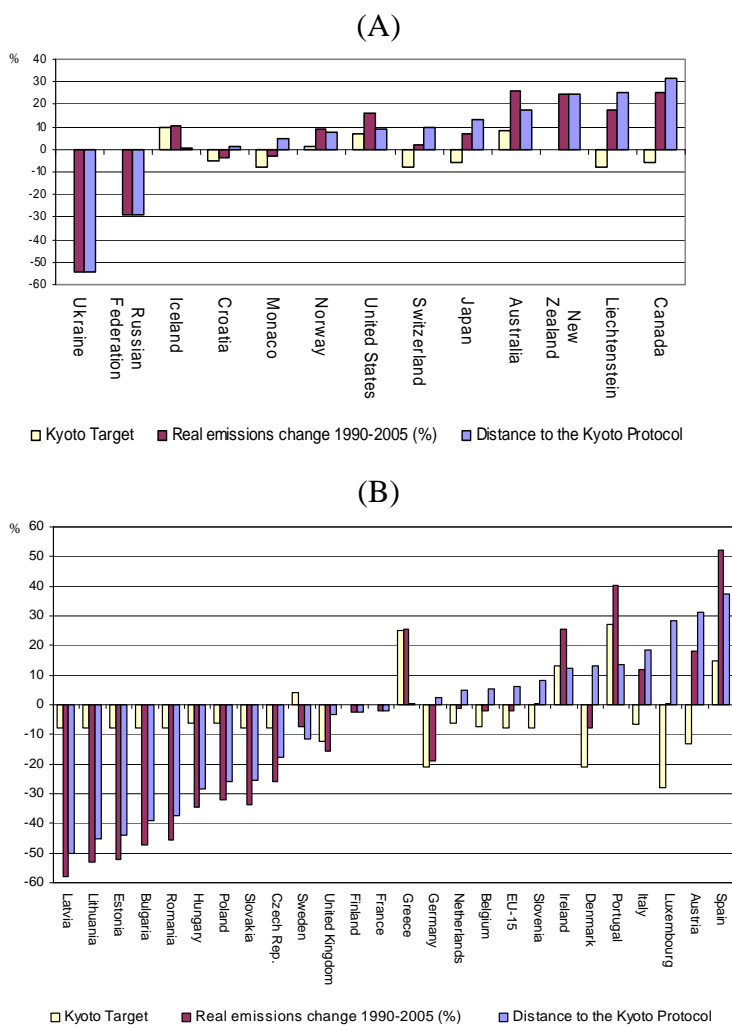 (A)
%
40
30
20
10
0
-10
-20
-30
-40
-50
-60
Ukraine
Russian Federation
Iceland
Croatia
Monaco
Norway
United States
Switzerland
Japan
Australia
New Zealand
Liechtenstein
Canada
Kyoto Target Real emissions change 1990-2005 (%) Distance to the Kyoto Protocol
(B)
%
60
50
40
30
20
10
0
-10
-20
-30
-40
-50
-60
Latvia
Lithuania
Estonia
Bulgaria
Romania
Hungary
Poland
Slovakia
Czech Rep.
Sweden
United Kingdom
Finland
France
Greece
Germany
Netherlands
Belgium
EU-15
Slovenia
Ireland
Denmark
Portugal
Italy
Luxembourg
Austria
Spain
Kyoto Target Real emissions change 1990-2005 (%) Distance to the Kyoto Protocol